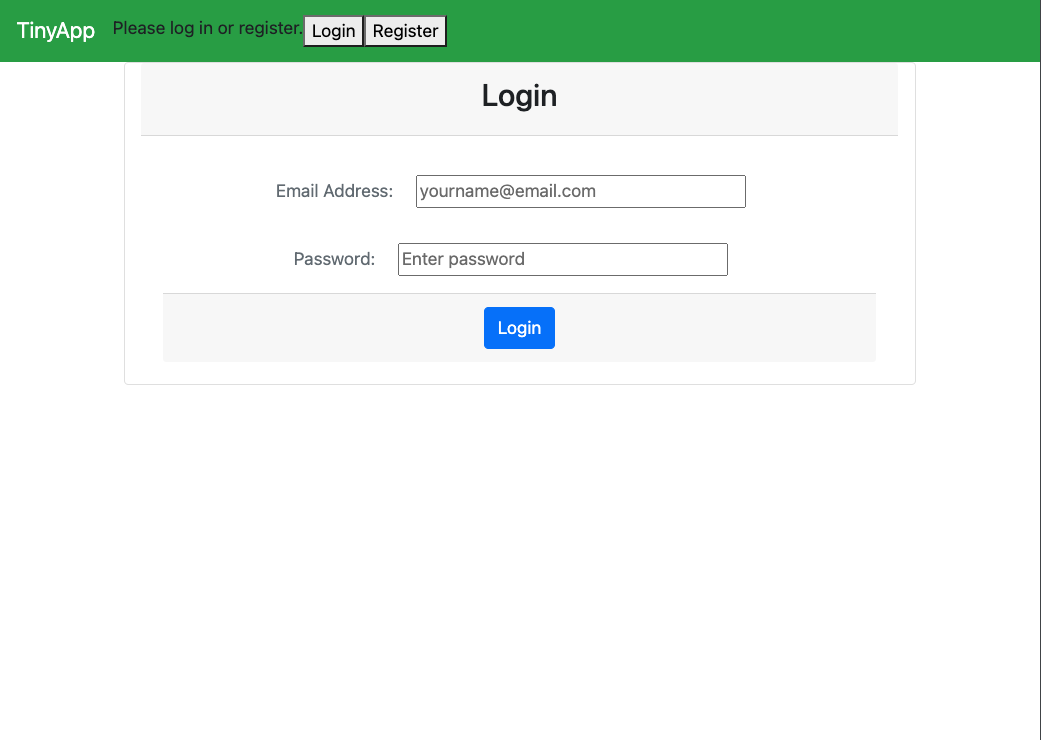 TinyApp Please log in or register. Login Register
Login
Email Address: yourname@email.com
Password: Enter password
Login